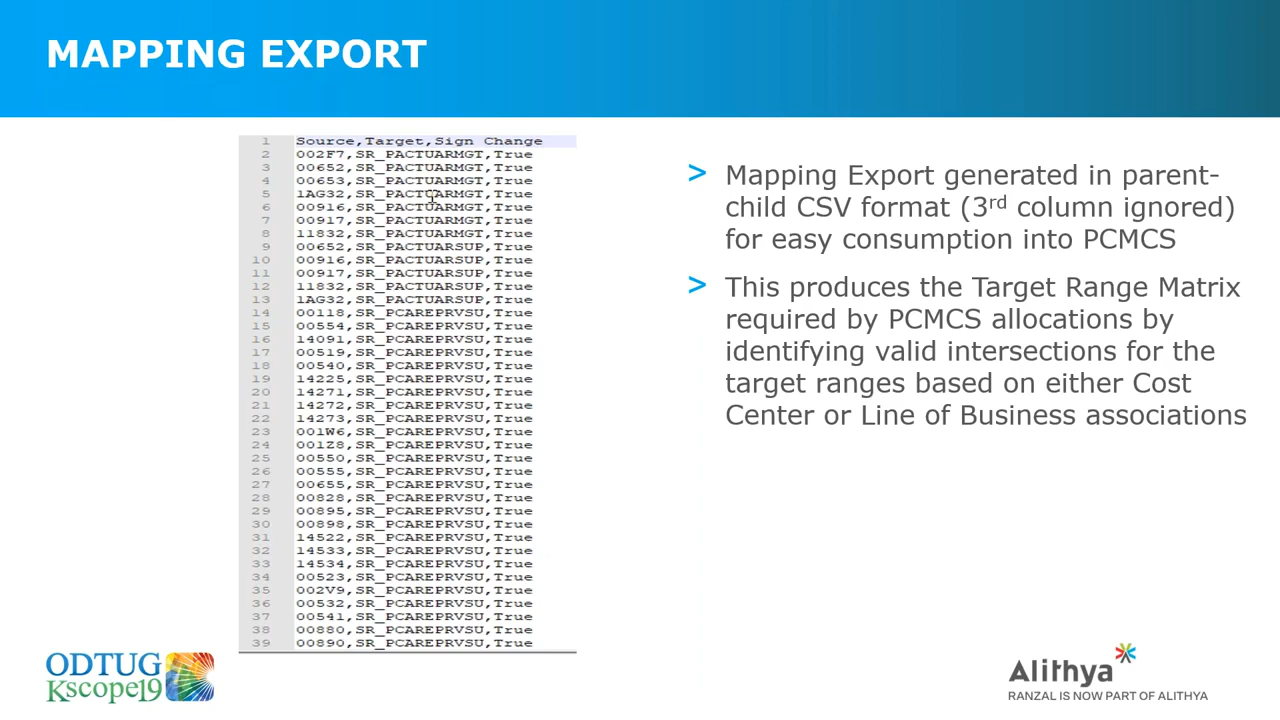 MAPPING EXPORT
1 Source,Target,Sign Change
2 002F7,SR_PACTUARMGT,True
3 00652,SR_PACTUARMGT,True
4 00653,SR_PACTUARMGT,True
5 1AG32,SR_PACTUARMGT,True
6 00916,SR_PACTUARMGT,True
7 00917,SR_PACTUARMGT,True
8 11832,SR_PACTUARMGT,True
9 00652,SR_PACTUARSUP,True
10 00916,SR_PACTUARSUP,True
11 00917,SR_PACTUARSUP,True
12 11832,SR_PACTUARSUP,True
13 1AG32,SR_PACTUARSUP,True
14 00118,SR_PCAREPRVSU,True
15 00554,SR_PCAREPRVSU,True
16 14091,SR_PCAREPRVSU,True
17 00519,SR_PCAREPRVSU,True
18 00540,SR_PCAREPRVSU,True
19 14225,SR_PCAREPRVSU,True
20 14271,SR_PCAREPRVSU,True
21 14272,SR_PCAREPRVSU,True
22 14273,SR_PCAREPRVSU,True
23 001W6,SR_PCAREPRVSU,True
24 001Z8,SR_PCAREPRVSU,True
25 00550,SR_PCAREPRVSU,True
26 00555,SR_PCAREPRVSU,True
27 00655,SR_PCAREPRVSU,True
28 00828,SR_PCAREPRVSU,True
29 00895,SR_PCAREPRVSU,True
30 00898,SR_PCAREPRVSU,True
31 14522,SR_PCAREPRVSU,True
32 14533,SR_PCAREPRVSU,True
33 14534,SR_PCAREPRVSU,True
34 00523,SR_PCAREPRVSU,True
35 002V9,SR_PCAREPRVSU,True
36 00532,SR_PCAREPRVSU,True
37 00541,SR_PCAREPRVSU,True
38 00880,SR_PCAREPRVSU,True
39 00890,SR_PCAREPRVSU,True
> Mapping Export generated in parent-
child CSV format (3rd column ignored)
for easy consumption into PCMCS
> This produces the Target Range Matrix
required by PCMCS allocations by
identifying valid intersections for the
target ranges based on either Cost
Center or Line of Business associations
ODTUG
Kscope19
Alithya
RANZAL IS NOW PART OF ALITHYA